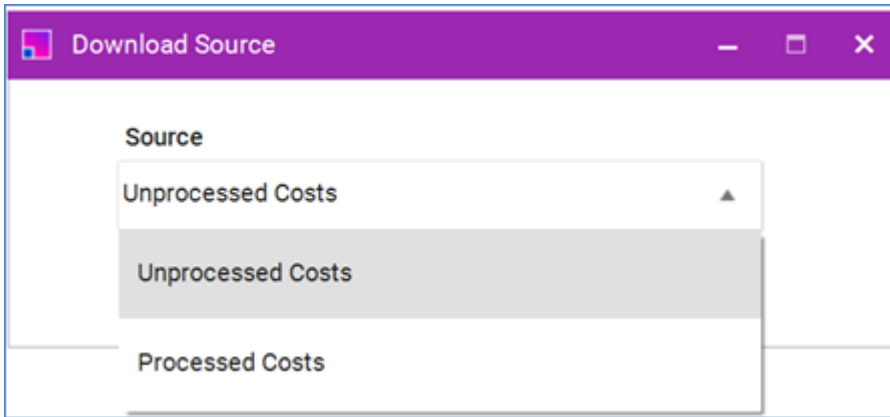 Download Source
Source
Unprocessed Costs
Unprocessed Costs
Processed Costs